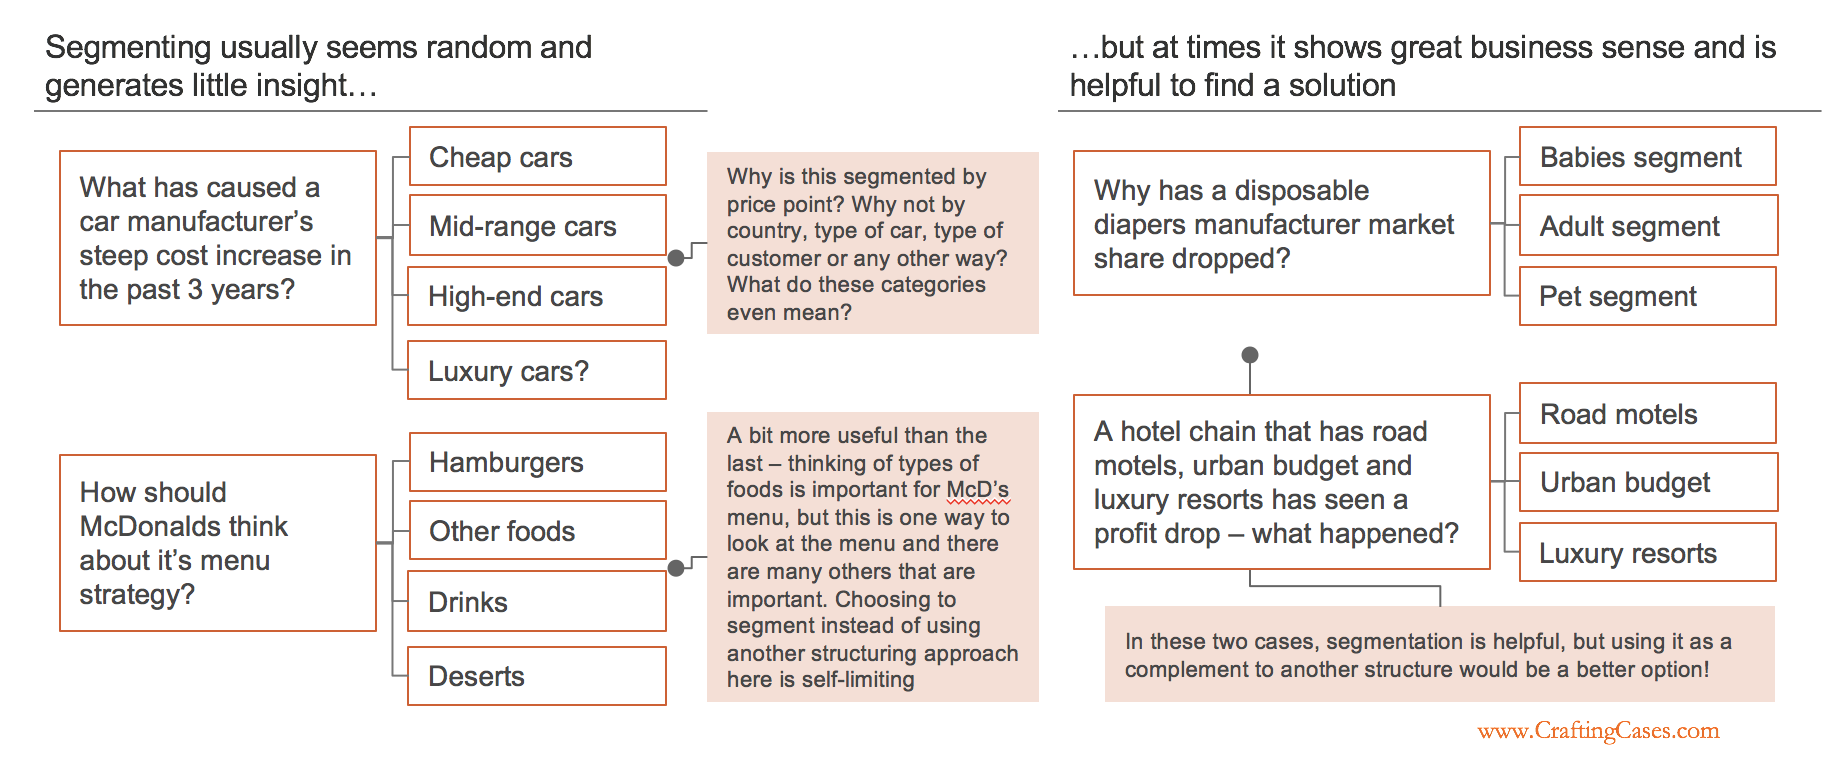 Segmenting usually seems random and
generates little insight…
What has caused a
car manufacturer’s
steep cost increase in
the past 3 years?
Cheap cars
Mid-range cars
High-end cars
Luxury cars?
Why is this segmented by
price point? Why not by
country, type of car, type of
customer or any other way?
What do these categories
even mean?
How should
McDonalds think
about it’s menu
strategy?
Hamburgers
Other foods
Drinks
Deserts
A bit more useful than the
last – thinking of types of
foods is important for McD’s
menu, but this is one way to
look at the menu and there
are many others that are
important. Choosing to
segment instead of using
another structuring approach
here is self-limiting
…but at times it shows great business sense and is
helpful to find a solution
Why has a disposable
diapers manufacturer market
share dropped?
Babies segment
Adult segment
Pet segment
A hotel chain that has road
motels, urban budget and
luxury resorts has seen a
profit drop – what happened?
Road motels
Urban budget
Luxury resorts
In these two cases, segmentation is helpful, but using it as a
complement to another structure would be a better option!
www.CraftingCases.com